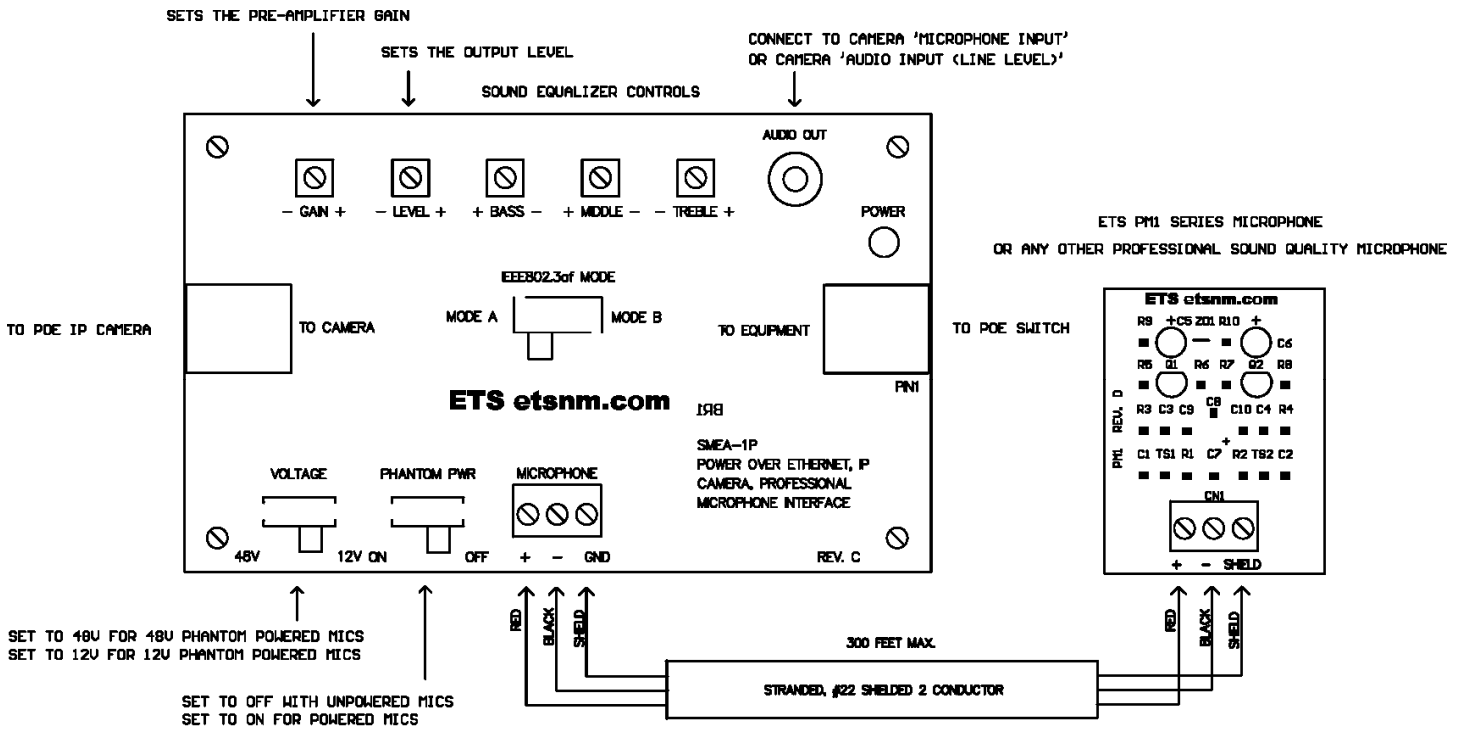 SETS THE PRE-AMPLIFIER GAIN
SETS THE OUTPUT LEVEL
SOUND EQUALIZER CONTROLS
CONNECT TO CAMERA 'MICROPHONE INPUT'
OR CAMERA 'AUDIO INPUT (LINE LEVEL)'
AUDIO OUT
- GAIN +
- LEVEL +
+ BASS -
+ MIDDLE -
- TREBLE +
POWER
IEEE802.3af MODE
MODE A
MODE B
TO POE IP CAMERA
TO CAMERA
TO EQUIPMENT
TO POE SWITCH
PIN1
ETS etsnm.com
BR1
SMEA-1P
POWER OVER ETHERNET, IP
CAMERA, PROFESSIONAL
MICROPHONE INTERFACE
VOLTAGE
PHANTOM PWR
MICROPHONE
48V
12V
ON
OFF
+ - GND
REV. C
RED
BLACK
SHIELD
SET TO 48V FOR 48V PHANTOM POWERED MICS
SET TO 12V FOR 12V PHANTOM POWERED MICS
SET TO OFF WITH UNPOWERED MICS
SET TO ON FOR POWERED MICS
300 FEET MAX.
STRANDED, #22 SHIELDED 2 CONDUCTOR
ETS PM1 SERIES MICROPHONE
OR ANY OTHER PROFESSIONAL SOUND QUALITY MICROPHONE
ETS etsnm.com
R9 +C5 ZD1 R10 +
C6
R5 Q1 R6 R7 Q2 R8
C8
R3 C3 C9 C10 C4 R4
+
C1 TS1 R1 C7 R2 TS2 C2
PM1 REV. D
CN1
+ - SHIELD
RED
BLACK
SHIELD